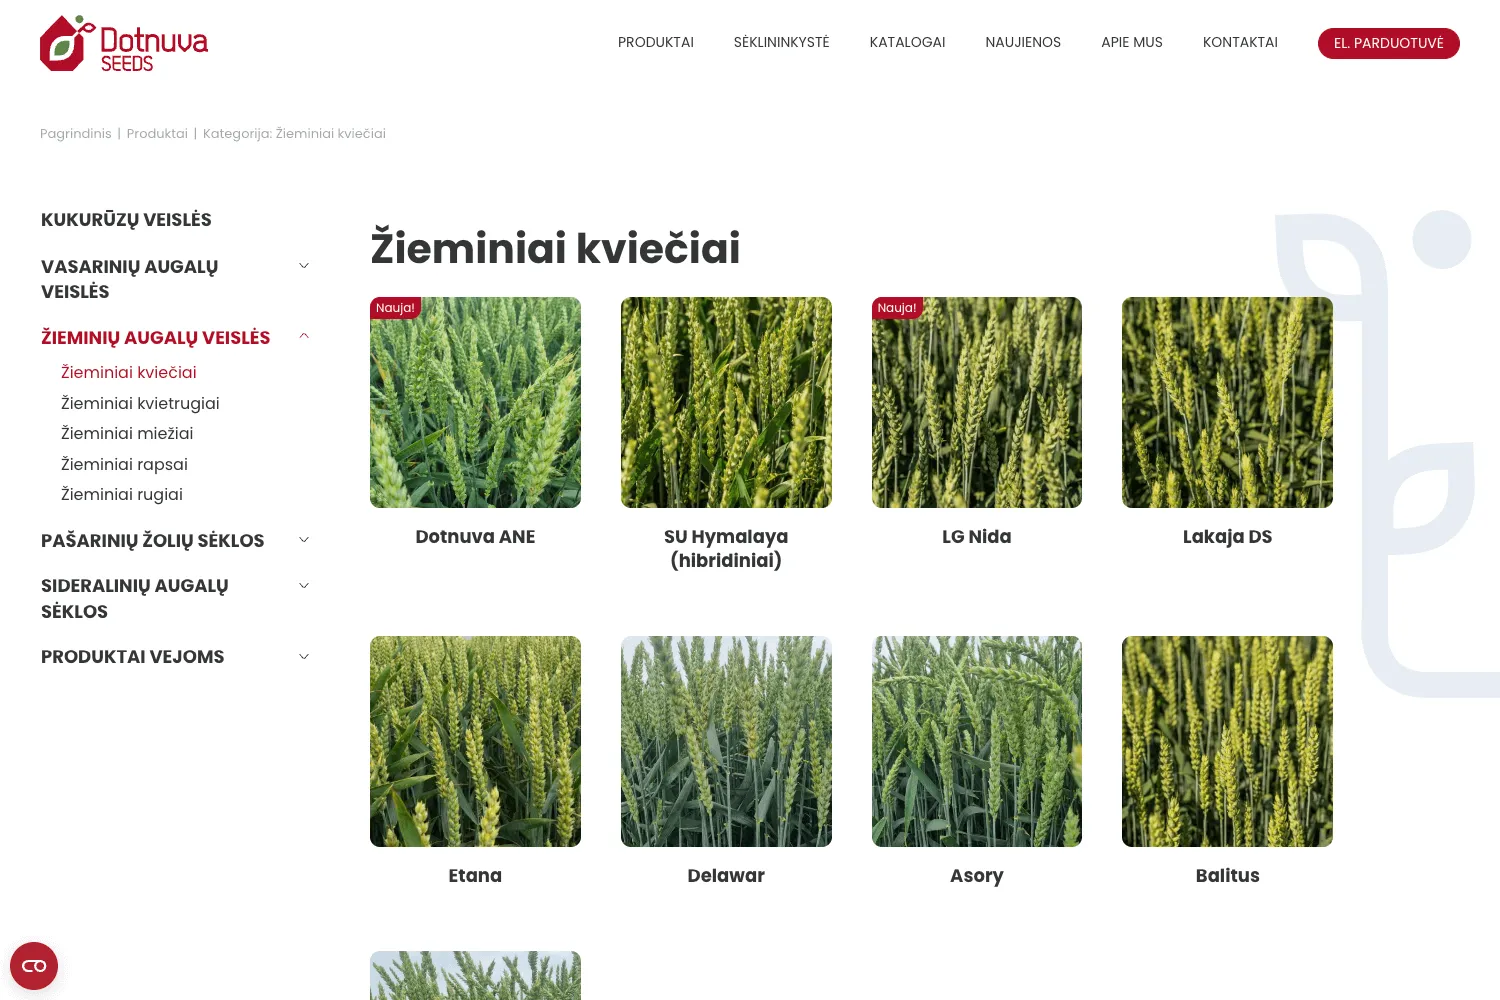 Dotnuva
SEEDS
PRODUKTAI
SĖKLININKYSTĖ
KATALOGAI
NAUJIENOS
APIE MUS
KONTAKTAI
EL. PARDUOTUVĖ
Pagrindinis | Produktai | Kategorija: Žieminiai kviečiai
KUKURŪZŲ VEISLĖS
VASARINIŲ AUGALŲ
VEISLĖS
ŽIEMINIŲ AUGALŲ VEISLĖS
Žieminiai kviečiai
Žieminiai kvietrugiai
Žieminiai miežiai
Žieminiai rapsai
Žieminiai rugiai
PAŠARINIŲ ŽOLIŲ SĖKLOS
SIDERALINIŲ AUGALŲ
SĖKLOS
PRODUKTAI VEJOMS
Žieminiai kviečiai
Nauja!
Dotnuva ANE
SU Hymalaya
(hibridiniai)
Nauja!
LG Nida
Lakaja DS
Etana
Delawar
Asory
Balitus